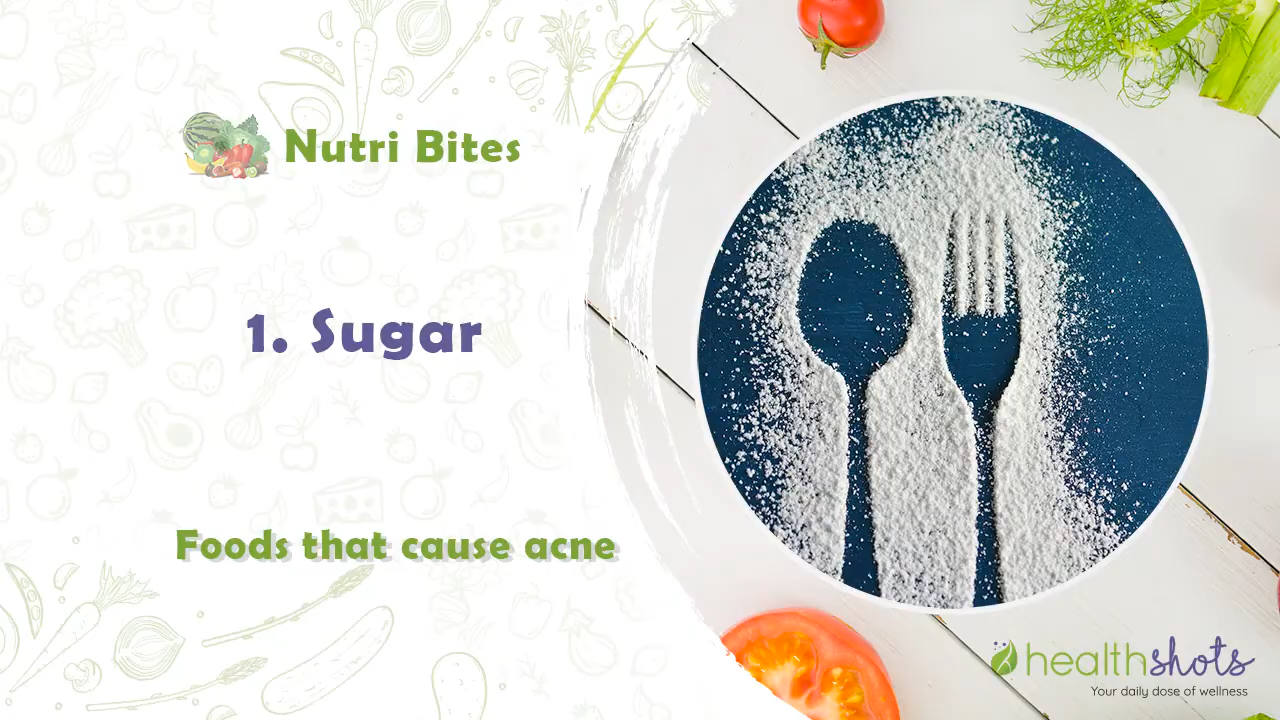 Nutri Bites
1. Sugar
Foods that cause acne
healthshots
Your daily dose of wellness